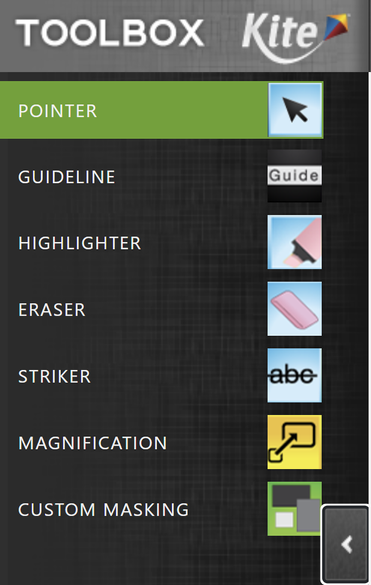 TOOLBOX Kite
POINTER
GUIDELINE Guide
HIGHLIGHTER
ERASER
STRIKER abc
MAGNIFICATION
CUSTOM MASKING